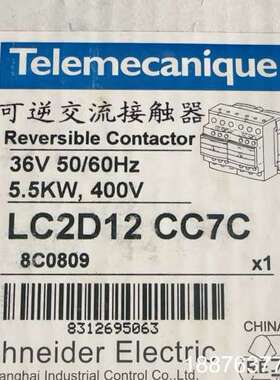 Telemecanique
可逆交流接触器
Reversible Contactor
36V 50/60Hz
5.5KW, 400V
LC2D12 CC7C
8C0809
x1
8312695063
CHINA
hneider Electric
Industrial Control Co., Ltd